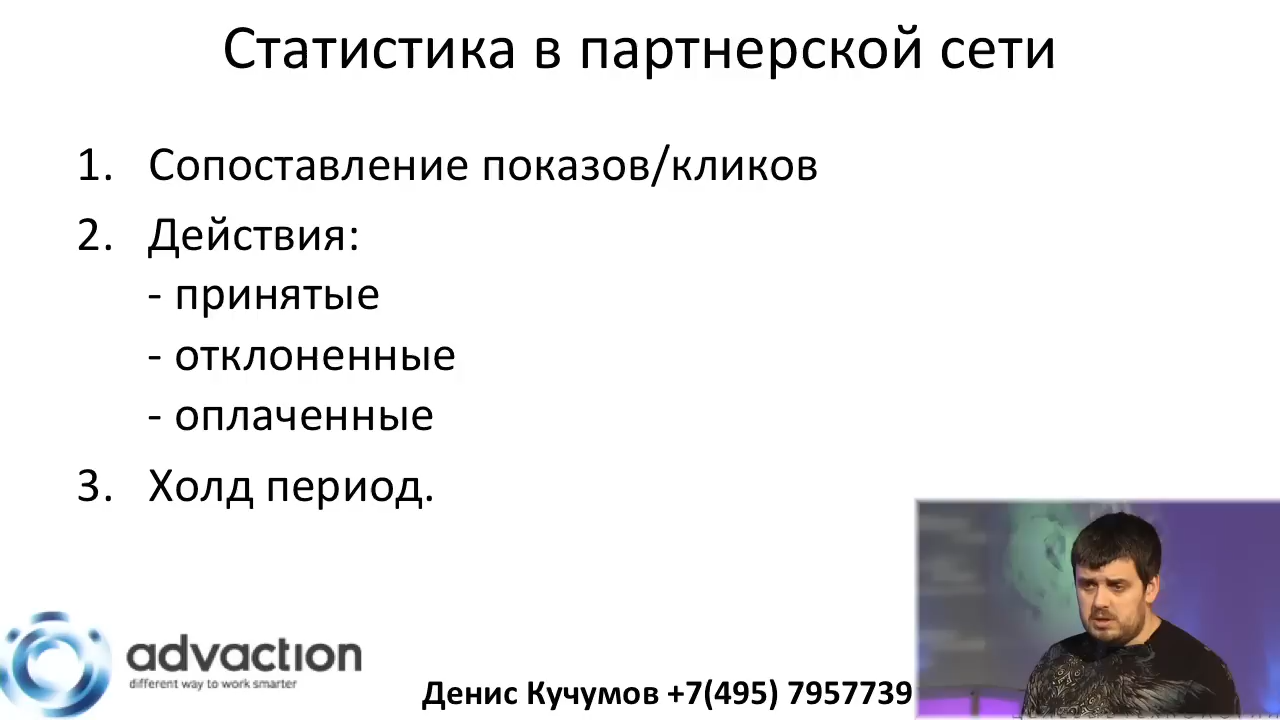 Статистика в партнерской сети
1. Сопоставление показов/кликов
2. Действия:
- принятые
- отклоненные
- оплаченные
3. Холд период.
advaction
different way to work smarter
Денис Кучумов +7(495) 7957739